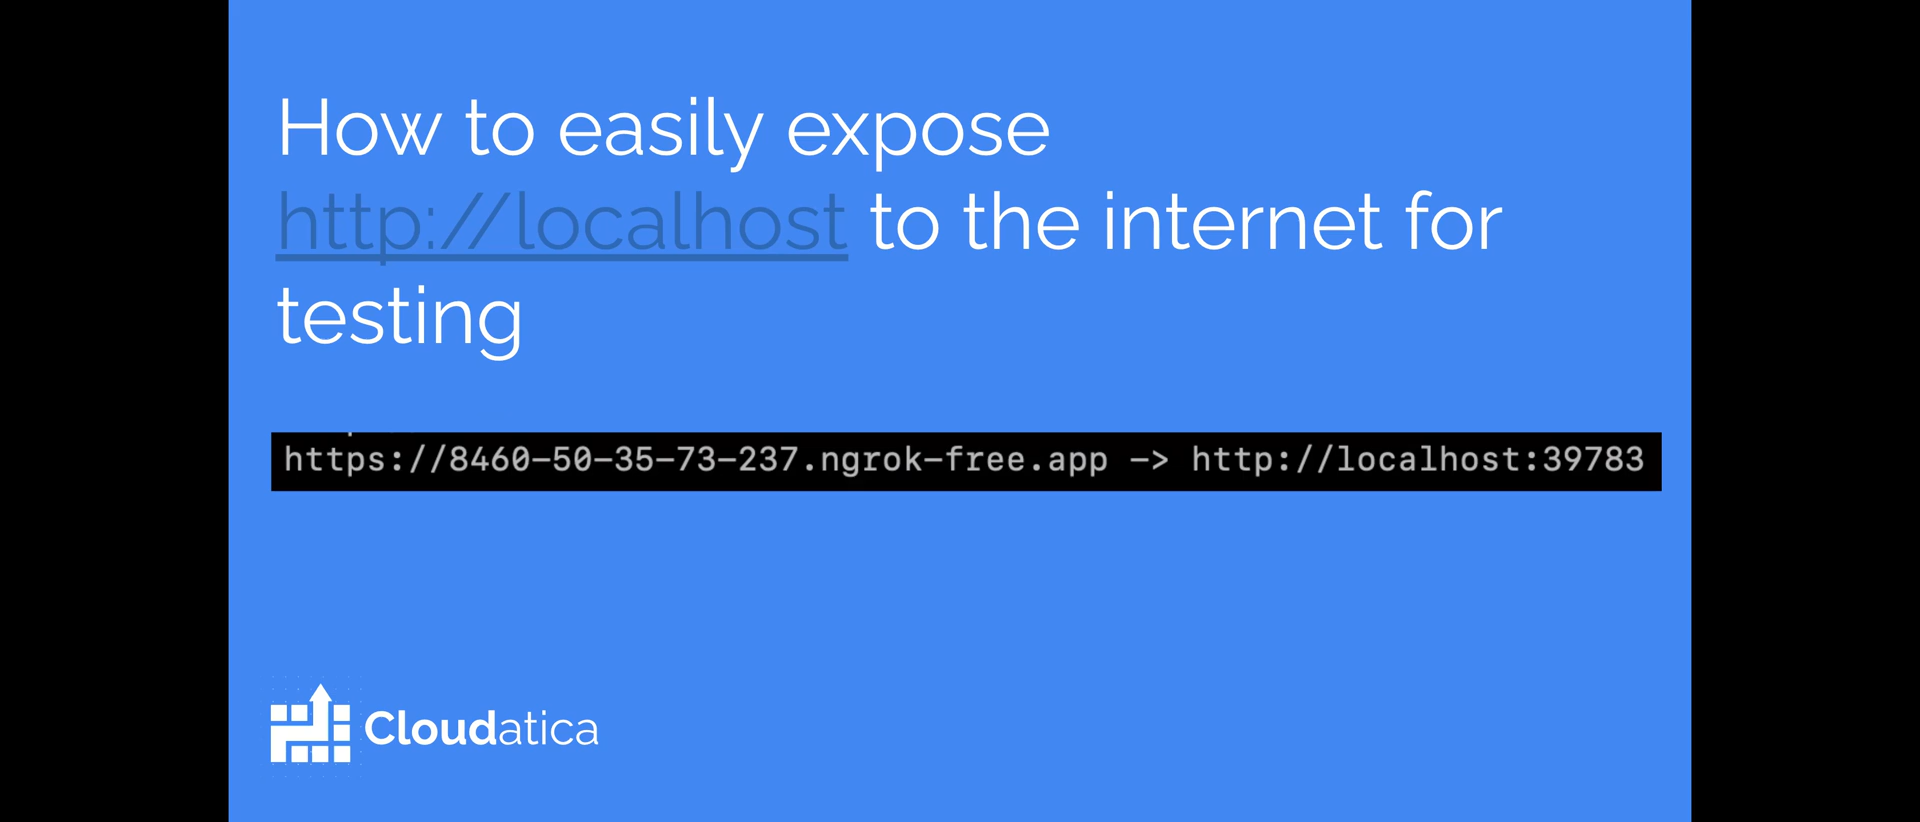 How to easily expose
http://localhost to the internet for
testing
https://8460-50-35-73-237.ngrok-free.app -> http://localhost:39783
Cloudatica